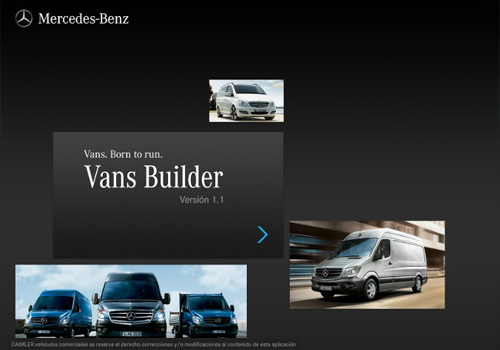 Mercedes-Benz
Vans. Born to run.
Vans Builder
Versión 1.1
DAIMLER vehículos comerciales se reserva el derecho correcciones y/o modificaciones al contenido de esta aplicación